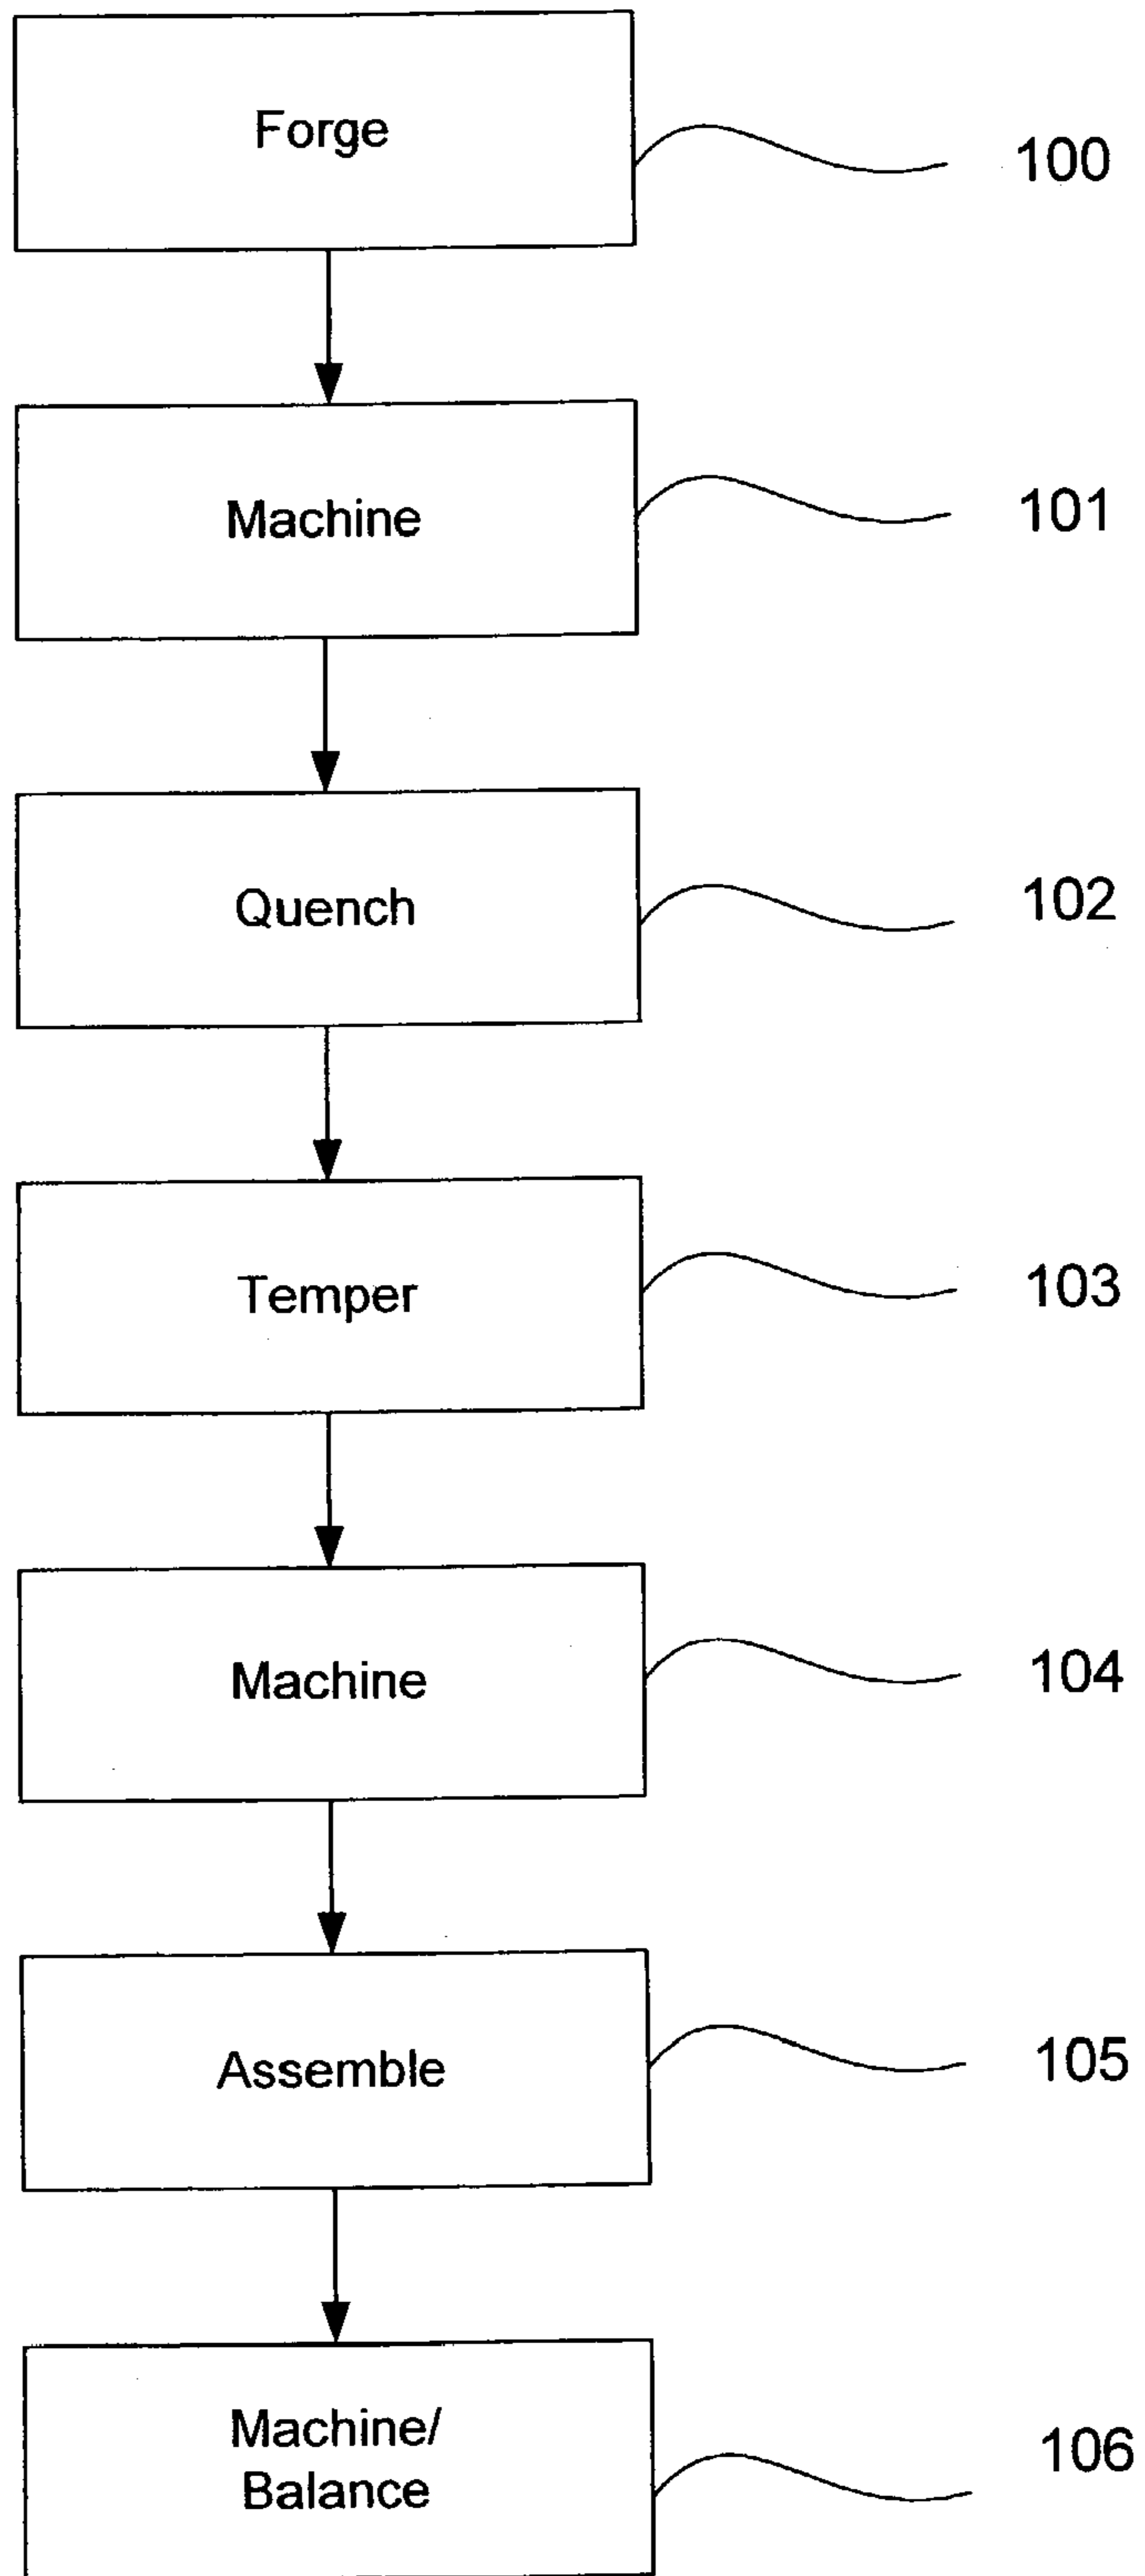 Forge
100
Machine
101
Quench
102
Temper
103
Machine
104
Assemble
105
Machine/
Balance
106